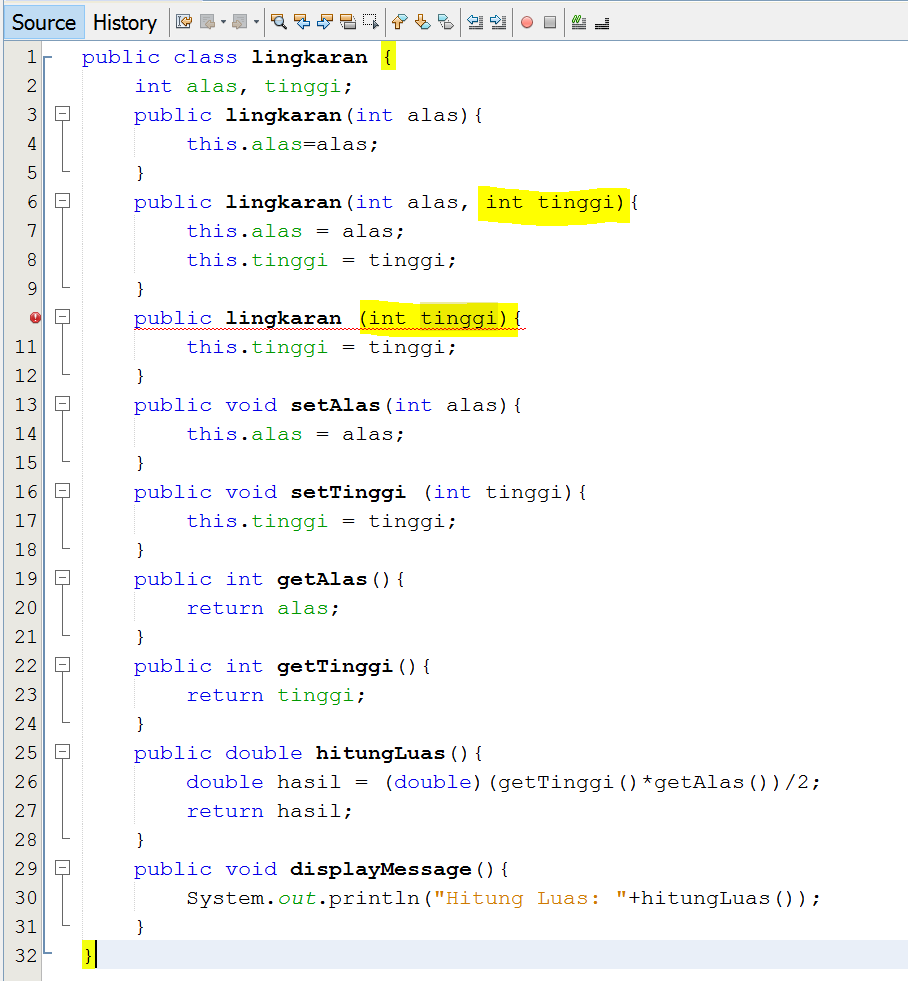 Source History
1 public class lingkaran {
2 int alas, tinggi;
3 public lingkaran(int alas){
4 this.alas=alas;
5 }
6 public lingkaran(int alas, int tinggi){
7 this.alas = alas;
8 this.tinggi = tinggi;
9 }
public lingkaran (int tinggi){
11 this.tinggi = tinggi;
12 }
13 public void setAlas(int alas){
14 this.alas = alas;
15 }
16 public void setTinggi (int tinggi){
17 this.tinggi = tinggi;
18 }
19 public int getAlas(){
20 return alas;
21 }
22 public int getTinggi(){
23 return tinggi;
24 }
25 public double hitungLuas(){
26 double hasil = (double)(getTinggi()*getAlas())/2;
27 return hasil;
28 }
29 public void displayMessage(){
30 System.out.println("Hitung Luas: "+hitungLuas());
31 }
32 }